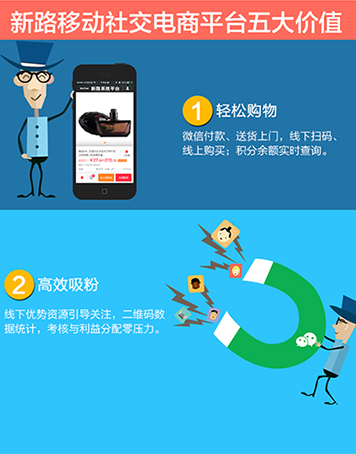 新路移动社交电商平台五大价值
新路系统平台
1 轻松购物
微信付款、送货上门，线下扫码、
线上购买；积分余额实时查询。
2 高效吸粉
线下优势资源引导关注，二维码数
据统计，考核与利益分配零压力。